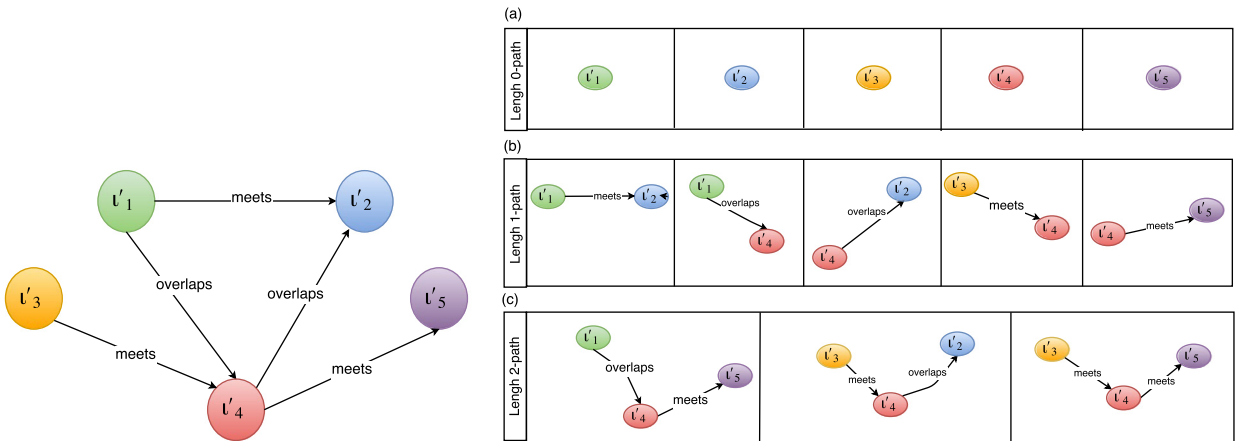 ι′1
meets
ι′2
overlaps
overlaps
ι′3
ι′5
meets
meets
ι′4
(a)
Lengh 0-path
ι′1
ι′2
ι′3
ι′4
ι′5
(b)
Lengh 1-path
ι′1 meets ι′2
ι′1
overlaps
ι′4
ι′2
overlaps
ι′4
ι′3
meets
ι′4
ι′5
meets
ι′4
(c)
Lengh 2-path
ι′1
overlaps
ι′5
meets
ι′4
ι′2
ι′3
overlaps
meets
ι′4
ι′3
ι′5
meets
meets
ι′4